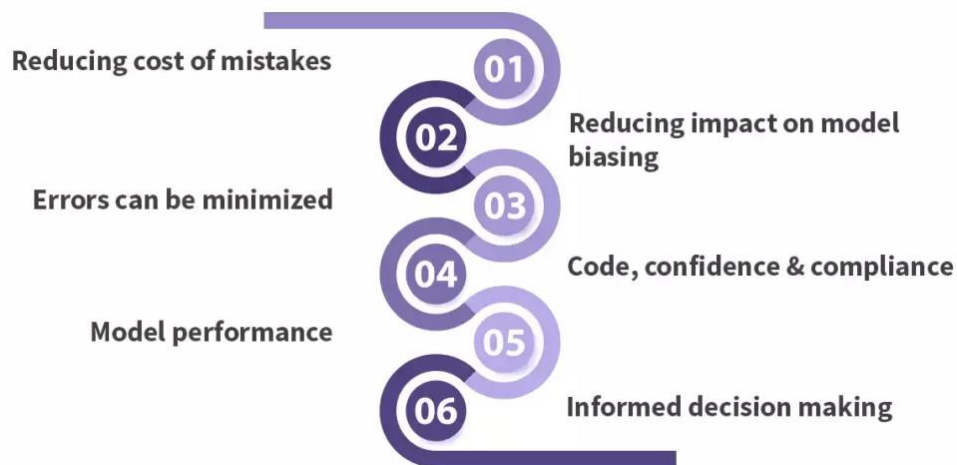 Reducing cost of mistakes
01
02
Reducing impact on model
biasing
Errors can be minimized
03
04
Code, confidence & compliance
Model performance
05
06
Informed decision making